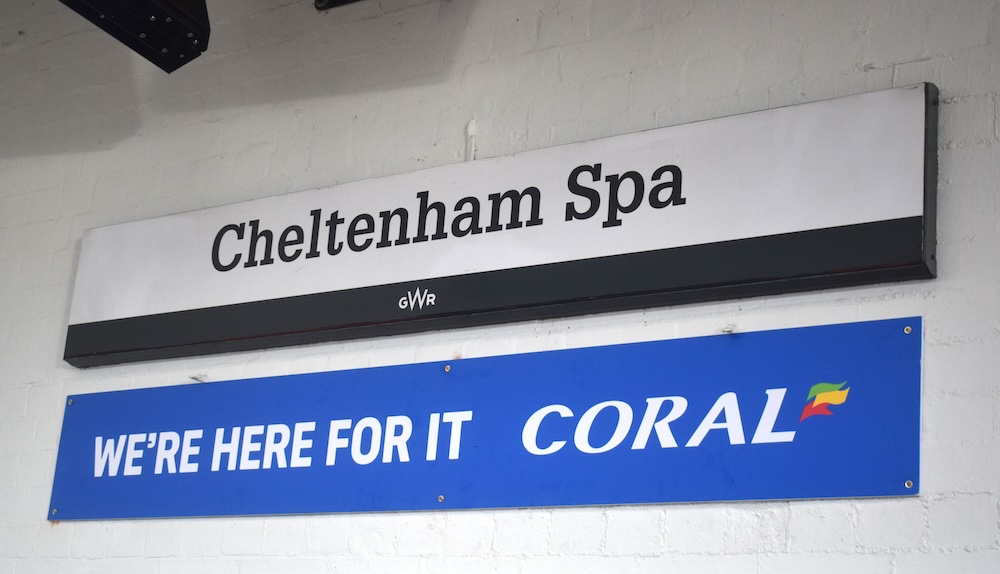 Cheltenham Spa
GWR
WE'RE HERE FOR IT CORAL